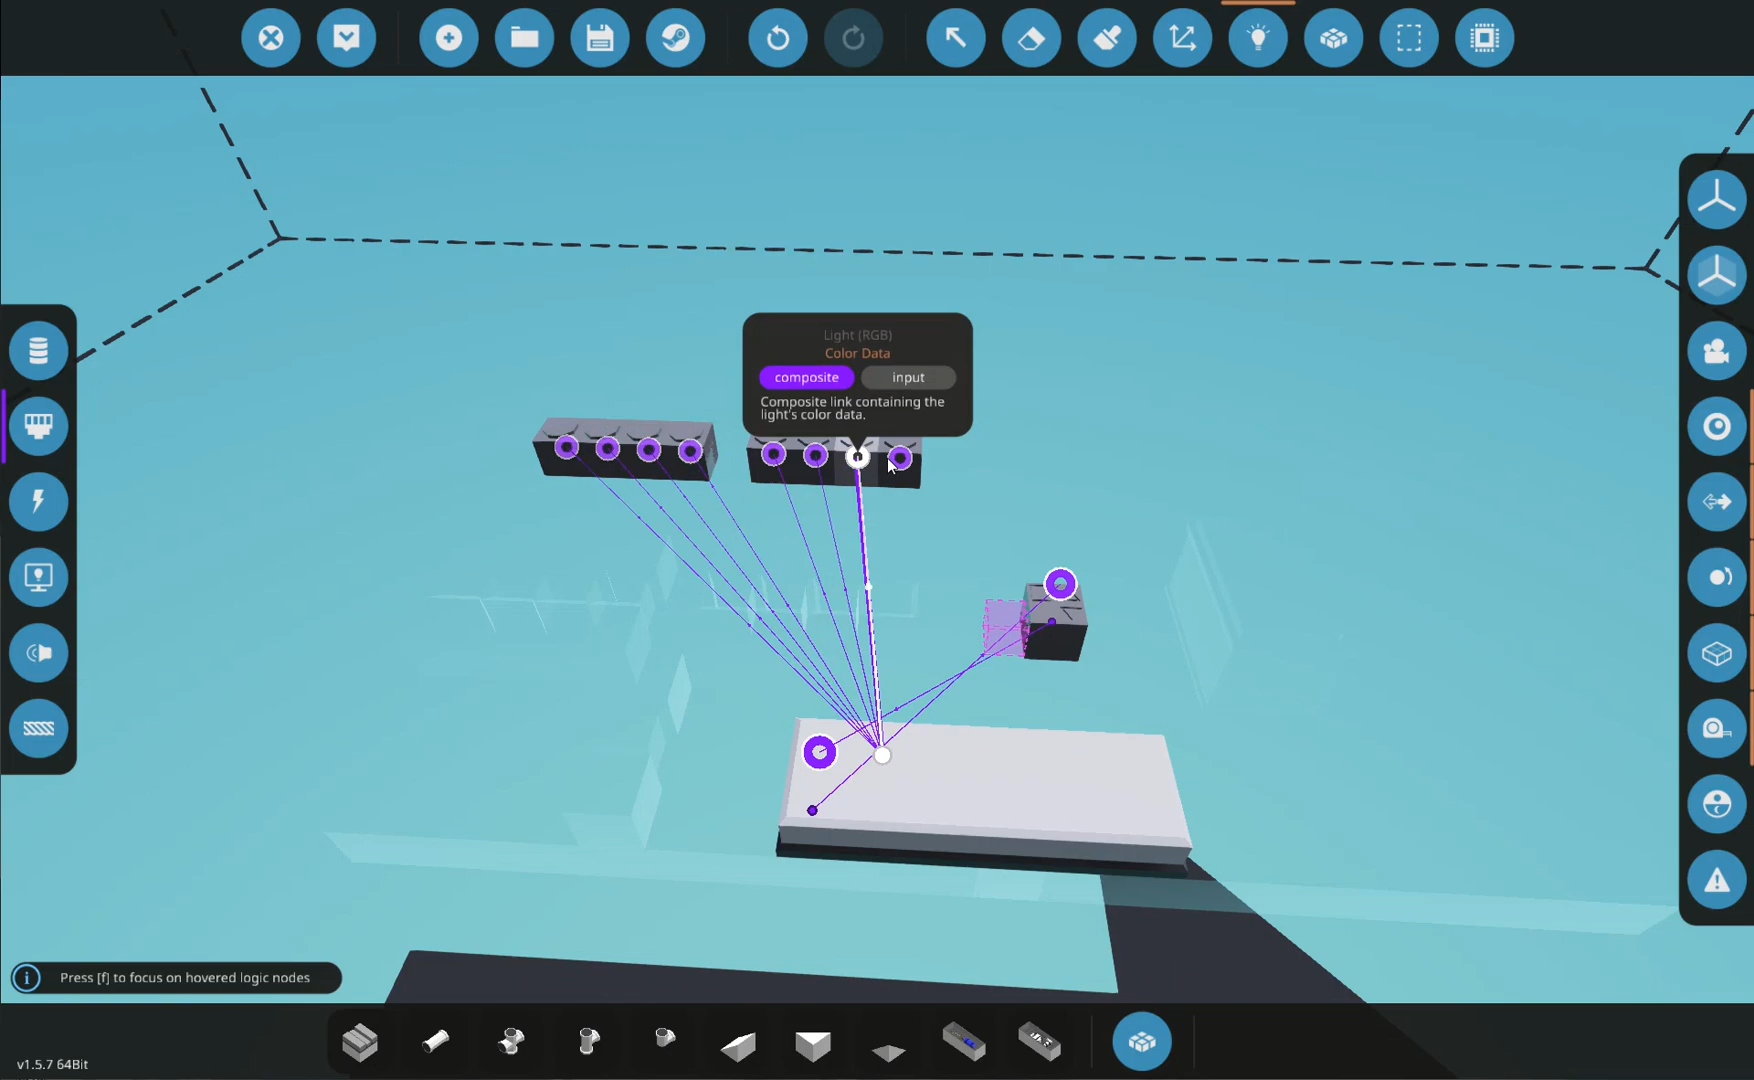 Light (RGB)
Color Data
composite input
Composite link containing the
light's color data.
Press [f] to focus on hovered logic nodes
v1.5.7 64Bit